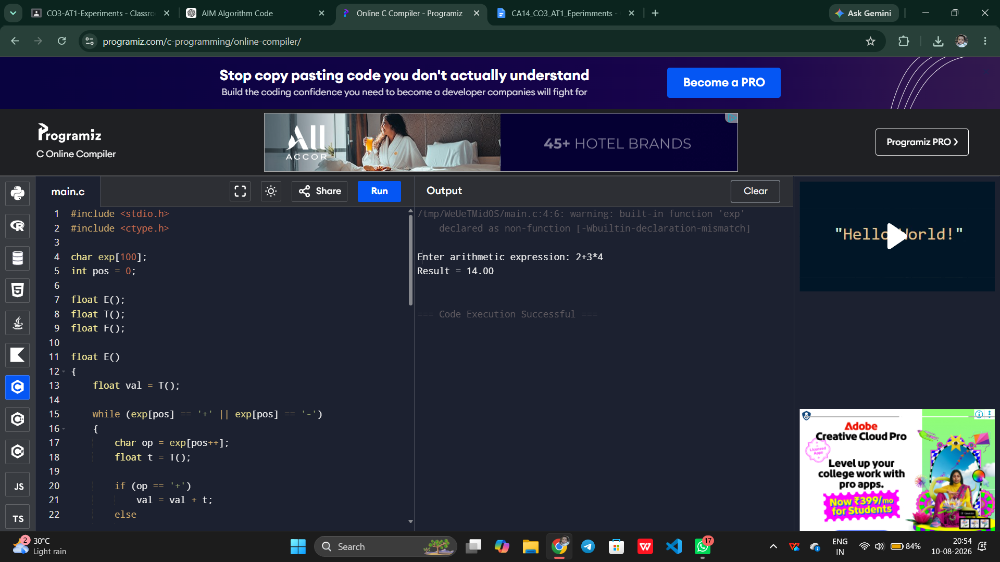 CO3-AT1-Experiments - Classro
AIM Algorithm Code
Online C Compiler - Programiz
CA14_CO3_AT1_Eperimments -
Ask Gemini
programiz.com/c-programming/online-compiler/
Stop copy pasting code you don't actually understand
Build the coding confidence you need to become a developer companies will fight for
Become a PRO
Programiz
C Online Compiler
All
ACCOR
45+ HOTEL BRANDS
Programiz PRO
main.c
Share
Run
Output
Clear
1 #include <stdio.h>
2 #include <ctype.h>
3
4 char exp[100];
5 int pos = 0;
6
7 float E();
8 float T();
9 float F();
10
11 float E()
12 {
13 float val = T();
14
15 while (exp[pos] == '+' || exp[pos] == '-')
16 {
17 char op = exp[pos++];
18 float t = T();
19
20 if (op == '+')
21 val = val + t;
22 else
/tmp/WeUeTMidOS/main.c:4:6: warning: built-in function 'exp'
declared as non-function [-Wbuiltin-declaration-mismatch]
Enter arithmetic expression: 2+3*4
Result = 14.00
=== Code Execution Successful ===
"Hello World!"
JS
TS
Adobe
Creative Cloud Pro
Licensed
Apps
Level up your
college work with
pro apps.
Now ₹399/mo
for Students
2
30°C
Light rain
Search
17
ENG
IN
84%
20:54
10-08-2026